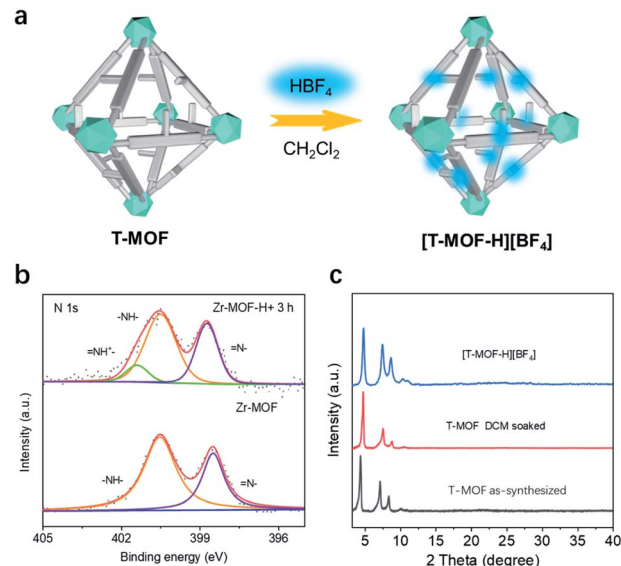 a
HBF₄
CH₂Cl₂
T-MOF
[T-MOF-H][BF₄]
b
N 1s
Zr-MOF-H+ 3 h
-NH-
=NH⁺-
=N-
Zr-MOF
-NH-
=N-
Intensity (a.u.)
405 402 399 396
Binding energy (eV)
c
[T-MOF-H][BF₄]
T-MOF DCM soaked
T-MOF as-synthesized
Intensity (a.u.)
5 10 15 20 25 30 35 40
2 Theta (degree)